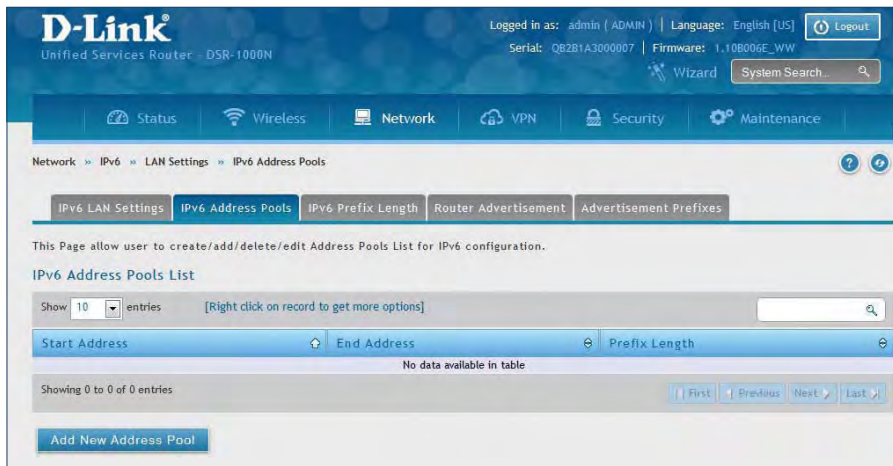 D-Link
Unified Services Router - DSR-1000N
Logged in as: admin ( ADMIN ) | Language: English [US]
Logout
Serial: QB2B1A3000007 | Firmware: 1.10B006E_WW
Wizard
System Search...
Status
Wireless
Network
VPN
Security
Maintenance
Network » IPv6 » LAN Settings » IPv6 Address Pools
IPv6 LAN Settings
IPv6 Address Pools
IPv6 Prefix Length
Router Advertisement
Advertisement Prefixes
This Page allow user to create/add/delete/edit Address Pools List for IPv6 configuration.
IPv6 Address Pools List
Show 10 entries
[Right click on record to get more options]
Start Address
End Address
Prefix Length
No data available in table
Showing 0 to 0 of 0 entries
First
Previous
Next
Last
Add New Address Pool